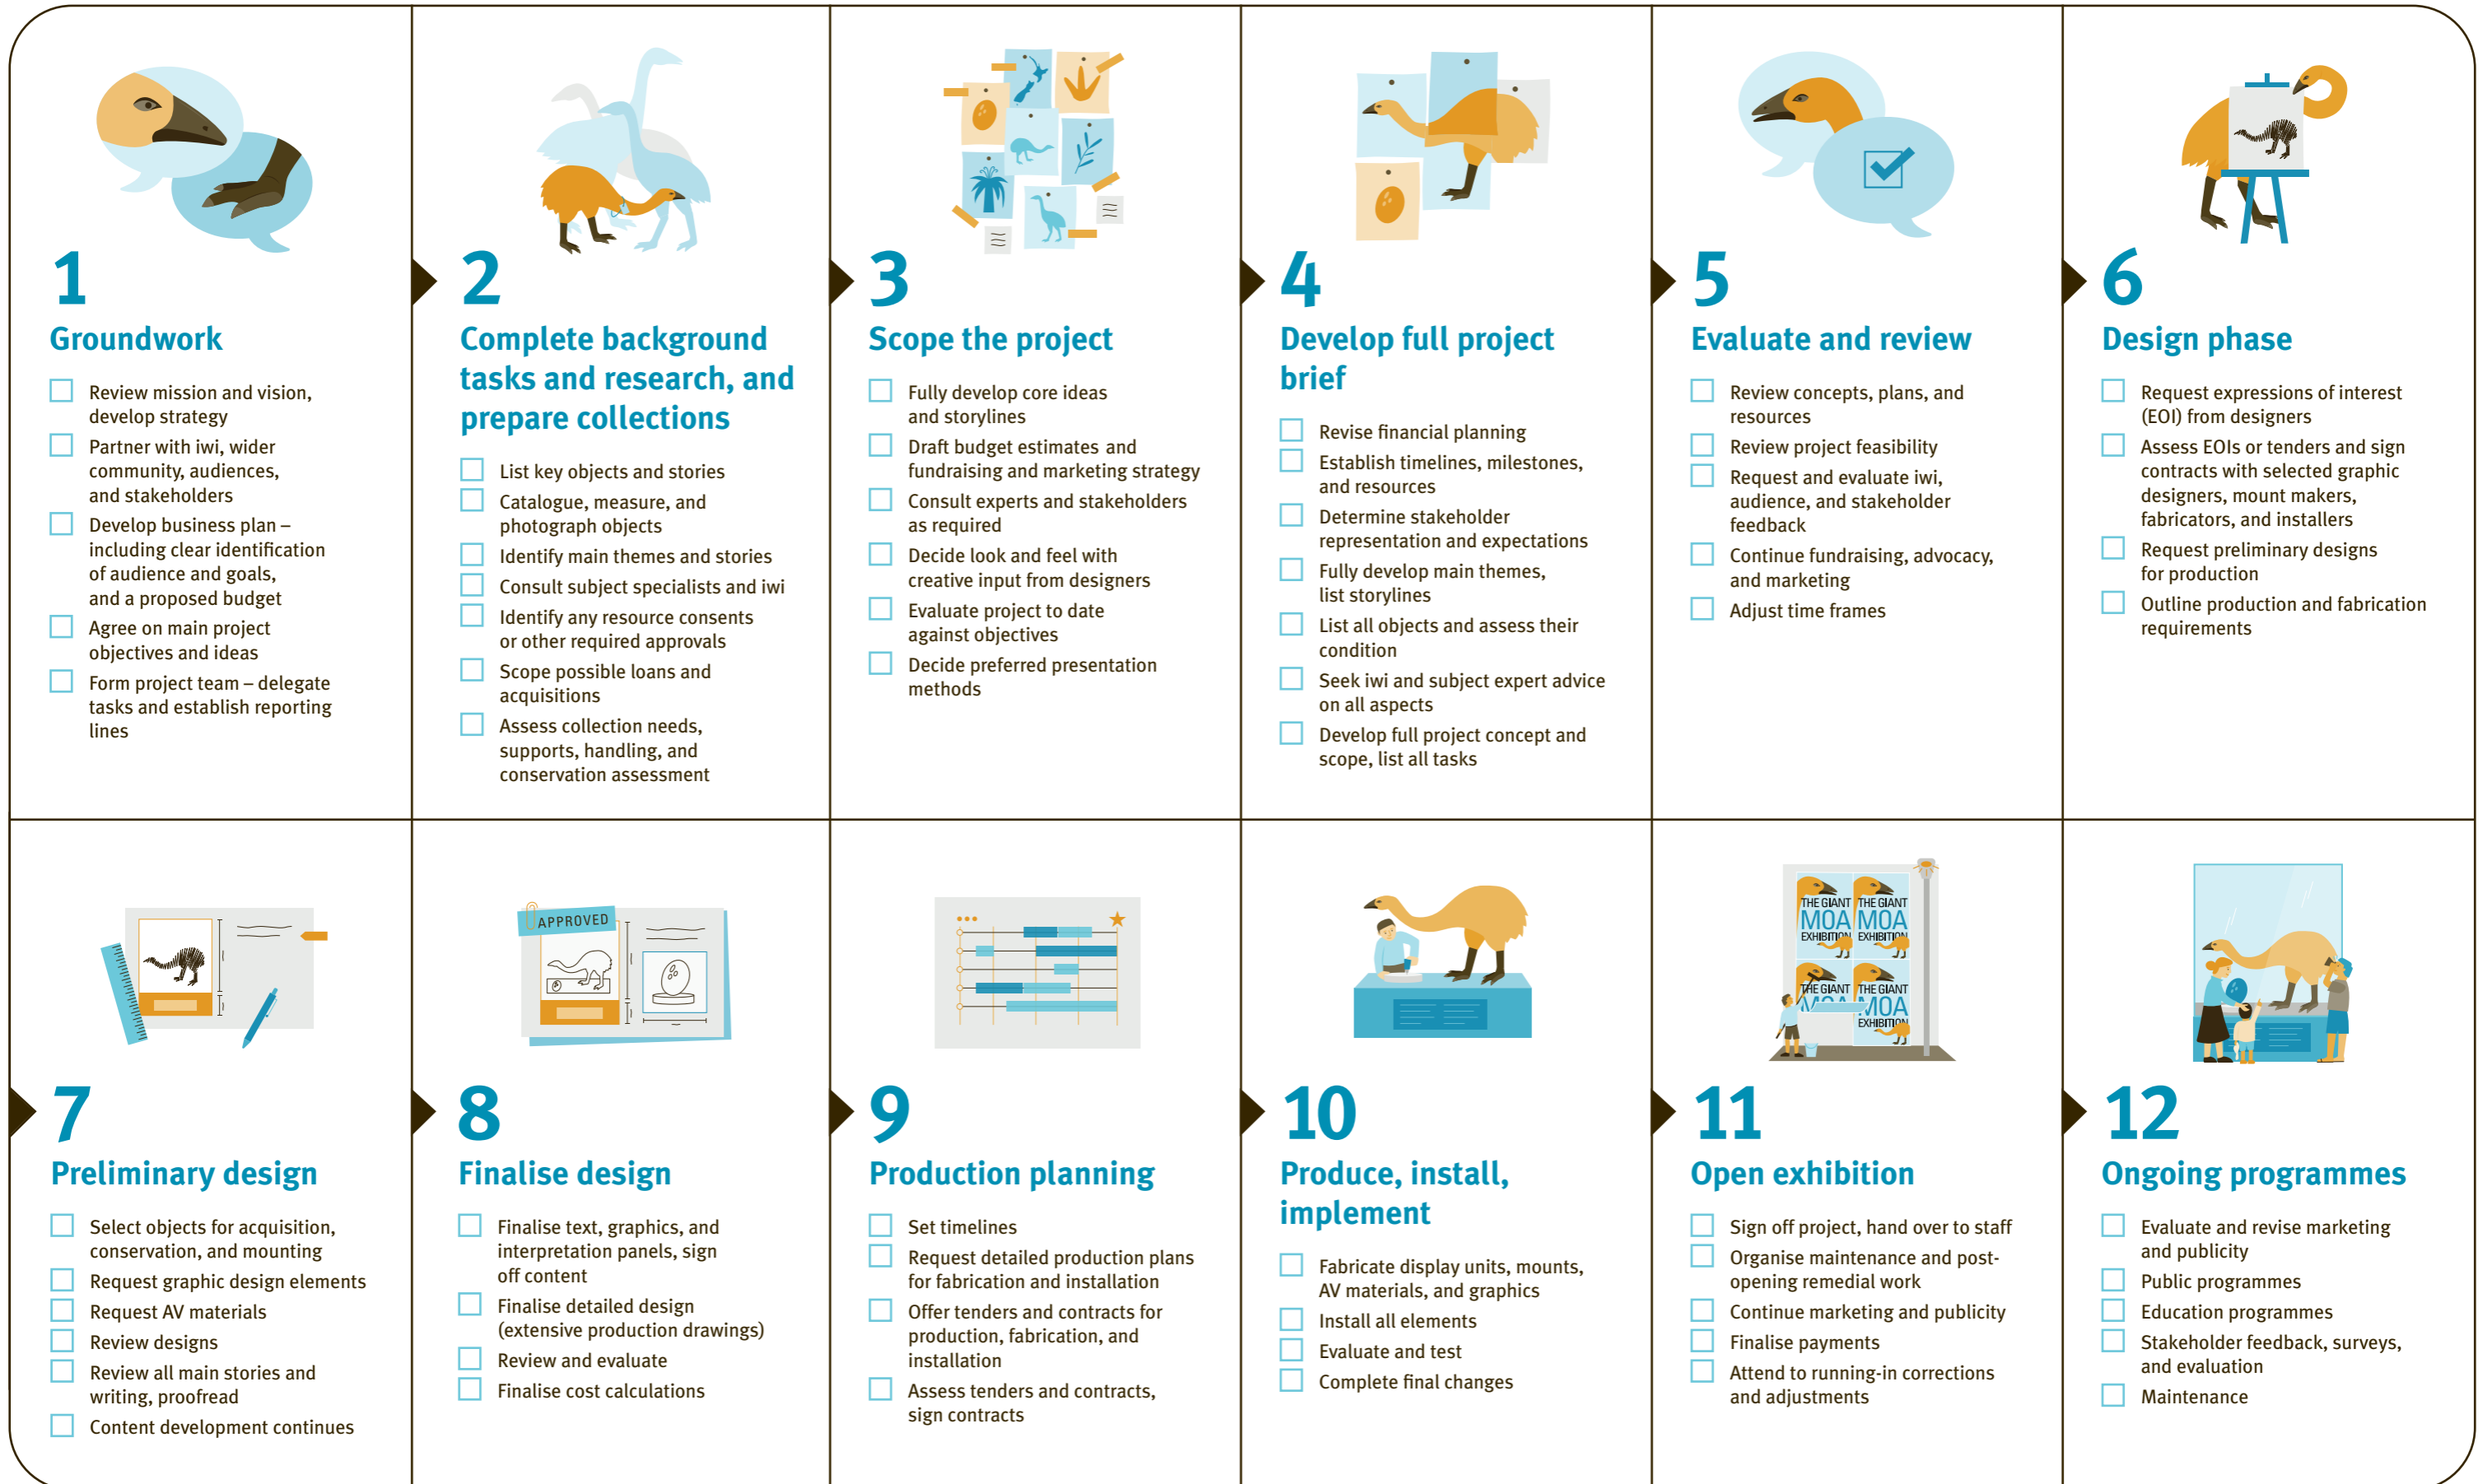 1
Groundwork
Review mission and vision,
develop strategy
Partner with iwi, wider
community, audiences,
and stakeholders
Develop business plan –
including clear identification
of audience and goals,
and a proposed budget
Agree on main project
objectives and ideas
Form project team – delegate
tasks and establish reporting
lines
2
Complete background
tasks and research, and
prepare collections
List key objects and stories
Catalogue, measure, and
photograph objects
Identify main themes and stories
Consult subject specialists and iwi
Identify any resource consents
or other required approvals
Scope possible loans and
acquisitions
Assess collection needs,
supports, handling, and
conservation assessment
3
Scope the project
Fully develop core ideas
and storylines
Draft budget estimates and
fundraising and marketing strategy
Consult experts and stakeholders
as required
Decide look and feel with
creative input from designers
Evaluate project to date
against objectives
Decide preferred presentation
methods
4
Develop full project
brief
Revise financial planning
Establish timelines, milestones,
and resources
Determine stakeholder
representation and expectations
Fully develop main themes,
list storylines
List all objects and assess their
condition
Seek iwi and subject expert advice
on all aspects
Develop full project concept and
scope, list all tasks
5
Evaluate and review
Review concepts, plans, and
resources
Review project feasibility
Request and evaluate iwi,
audience, and stakeholder
feedback
Continue fundraising, advocacy,
and marketing
Adjust time frames
6
Design phase
Request expressions of interest
(EOI) from designers
Assess EOIs or tenders and sign
contracts with selected graphic
designers, mount makers,
fabricators, and installers
Request preliminary designs
for production
Outline production and fabrication
requirements
7
Preliminary design
Select objects for acquisition,
conservation, and mounting
Request graphic design elements
Request AV materials
Review designs
Review all main stories and
writing, proofread
Content development continues
APPROVED
8
Finalise design
Finalise text, graphics, and
interpretation panels, sign
off content
Finalise detailed design
(extensive production drawings)
Review and evaluate
Finalise cost calculations
9
Production planning
Set timelines
Request detailed production plans
for fabrication and installation
Offer tenders and contracts for
production, fabrication, and
installation
Assess tenders and contracts,
sign contracts
10
Produce, install,
implement
Fabricate display units, mounts,
AV materials, and graphics
Install all elements
Evaluate and test
Complete final changes
THE GIANT
MOA
EXHIBITION
THE GIANT
MOA
EXHIBITION
THE GIANT
MOA
THE GIANT
MOA
EXHIBITION
11
Open exhibition
Sign off project, hand over to staff
Organise maintenance and post-
opening remedial work
Continue marketing and publicity
Finalise payments
Attend to running-in corrections
and adjustments
12
Ongoing programmes
Evaluate and revise marketing
and publicity
Public programmes
Education programmes
Stakeholder feedback, surveys,
and evaluation
Maintenance